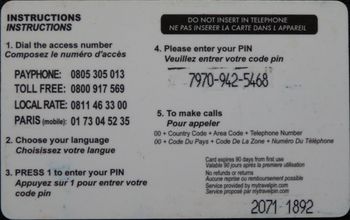 INSTRUCTIONS
INSTRUCTIONS
1. Dial the access number
Composez le numéro d'accès
PAYPHONE: 0805 305 013
TOLL FREE: 0800 917 569
LOCAL RATE: 0811 46 33 00
PARIS (mobile): 01 73 04 52 35
2. Choose your language
Choisissez votre langue
3. PRESS 1 to enter your PIN
Appuyez sur 1 pour entrer votre
code pin
DO NOT INSERT IN TELEPHONE
NE PAS INSERER LA CARTE DANS L APPAREIL
4. Please enter your PIN
Veuillez entrer votre code pin
7970-942-5468
5. To make calls
Pour appeler
00 + Country Code + Area Code + Telephone Number
00 + Code Du Pays + Code De La Zone + Numéro Du Téléphone
Card expires 90 days from first use
Valable 90 jours après la première utilisation
No refunds or returns
Aucune reprise ou remboursement possible
Service provided by mytravelpin.com
Service proposé par mytravelpin.com
2071 1892